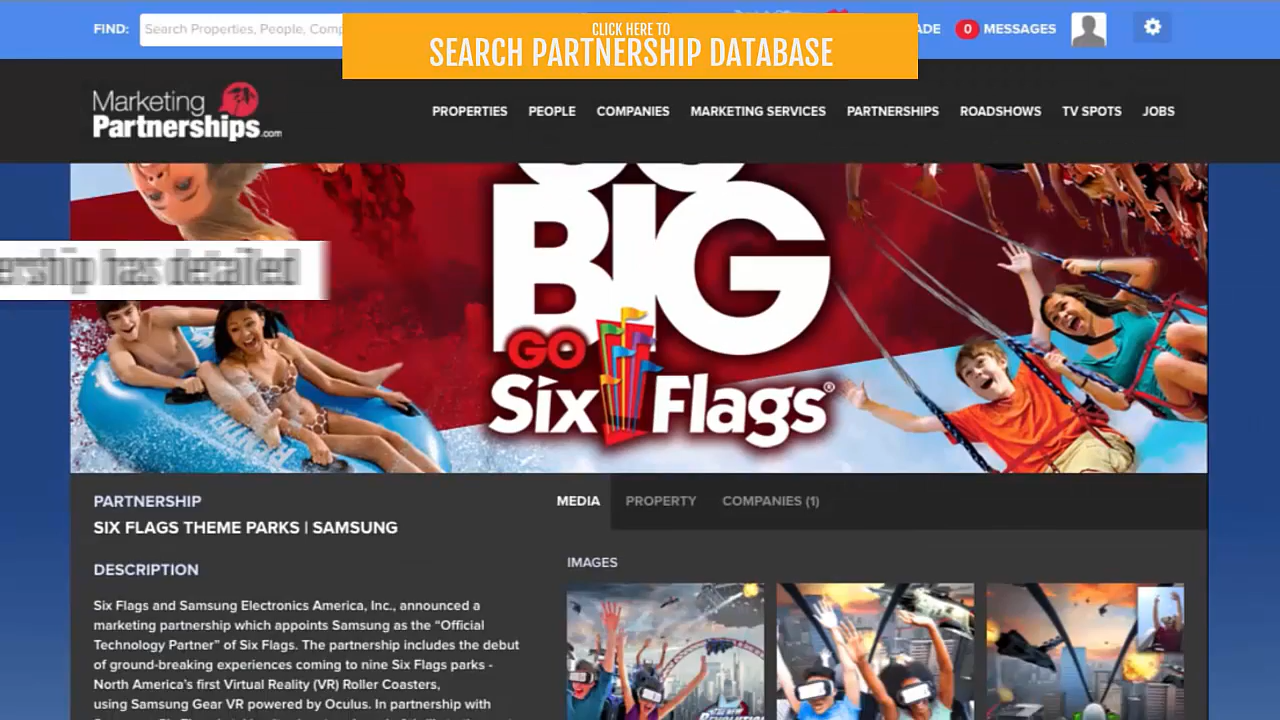 FIND:
Search Properties, People, Comp
CLICK HERE TO
SEARCH PARTNERSHIP DATABASE
ADE
0 MESSAGES
Marketing
Partnerships.com
PROPERTIES PEOPLE COMPANIES MARKETING SERVICES PARTNERSHIPS ROADSHOWS TV SPOTS JOBS
BIG
ership has detailed
GO
Six Flags®
PARTNERSHIP
SIX FLAGS THEME PARKS | SAMSUNG
MEDIA PROPERTY COMPANIES (1)
DESCRIPTION
IMAGES
Six Flags and Samsung Electronics America, Inc., announced a
marketing partnership which appoints Samsung as the “Official
Technology Partner” of Six Flags. The partnership includes the debut
of ground-breaking experiences coming to nine Six Flags parks -
North America’s first Virtual Reality (VR) Roller Coasters,
using Samsung Gear VR powered by Oculus. In partnership with